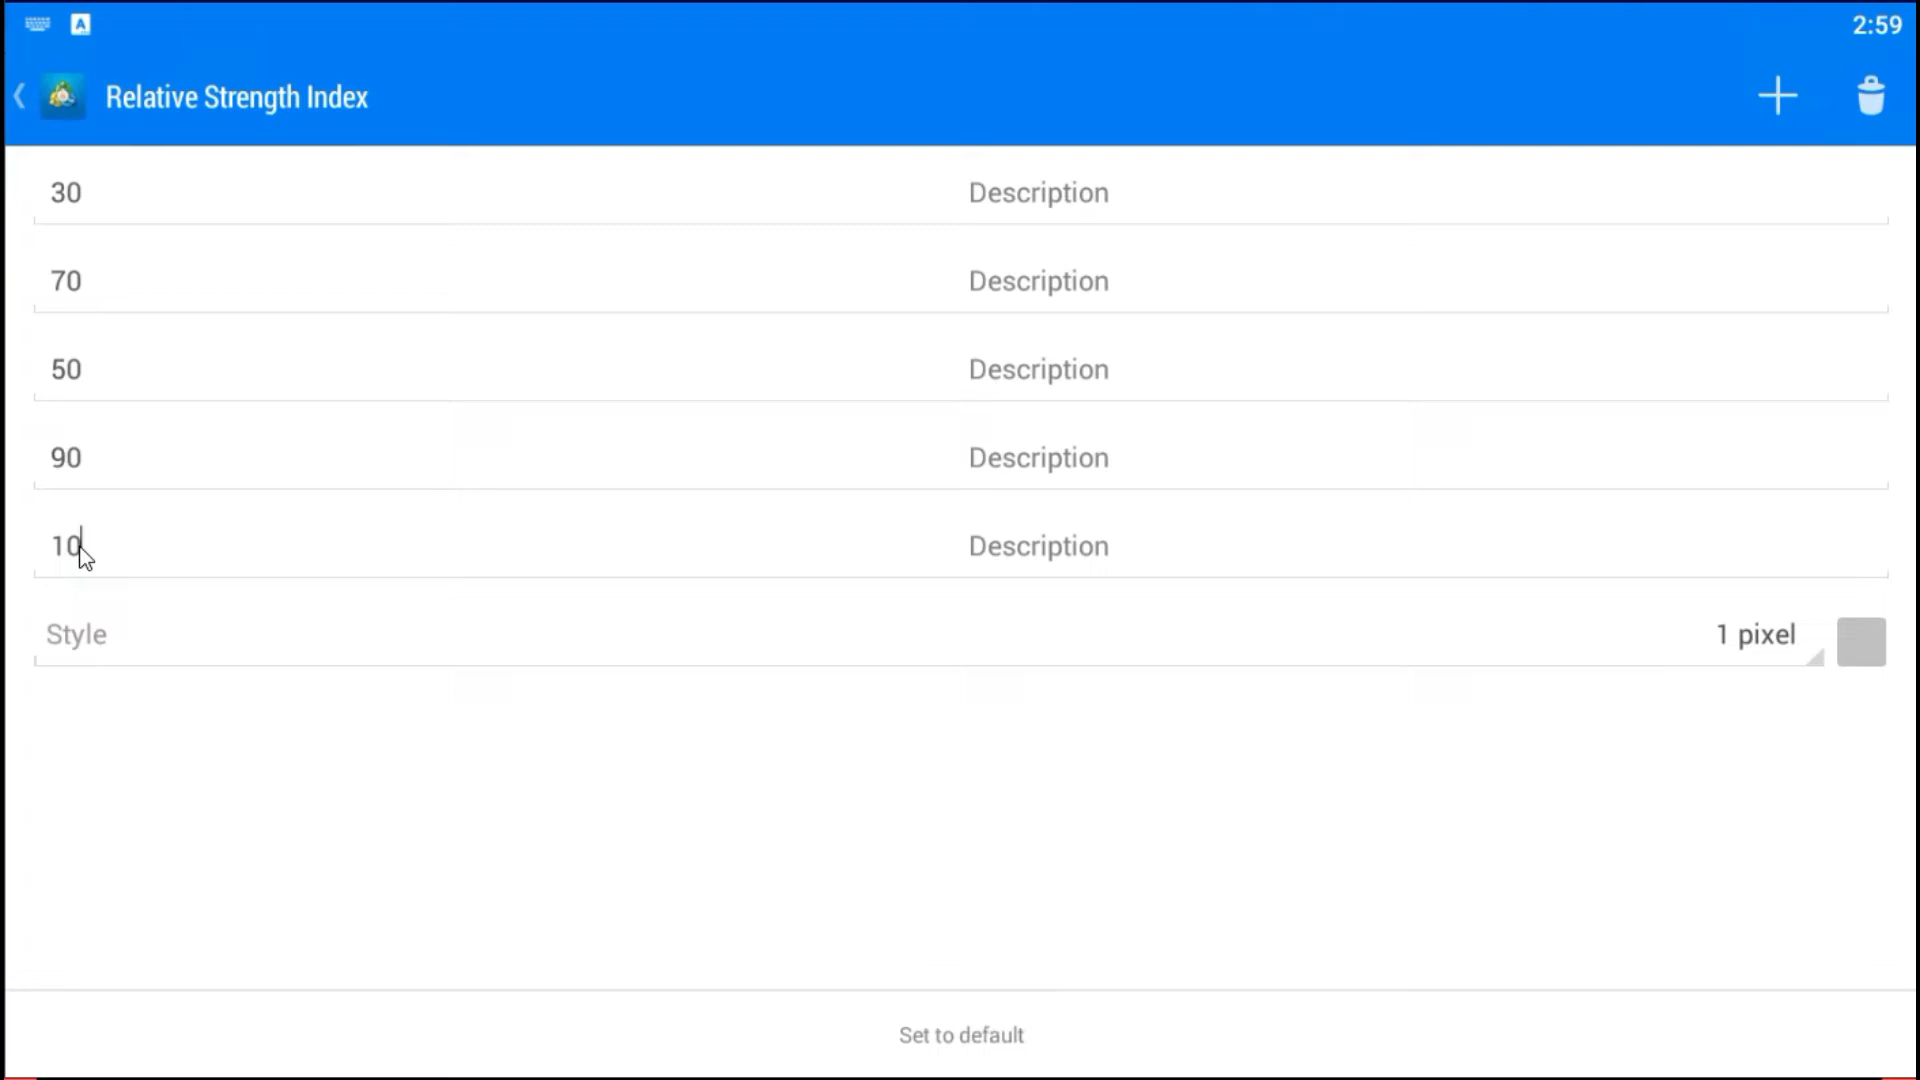 A
2:59
Relative Strength Index
30 Description
70 Description
50 Description
90 Description
10 Description
Style 1 pixel
Set to default